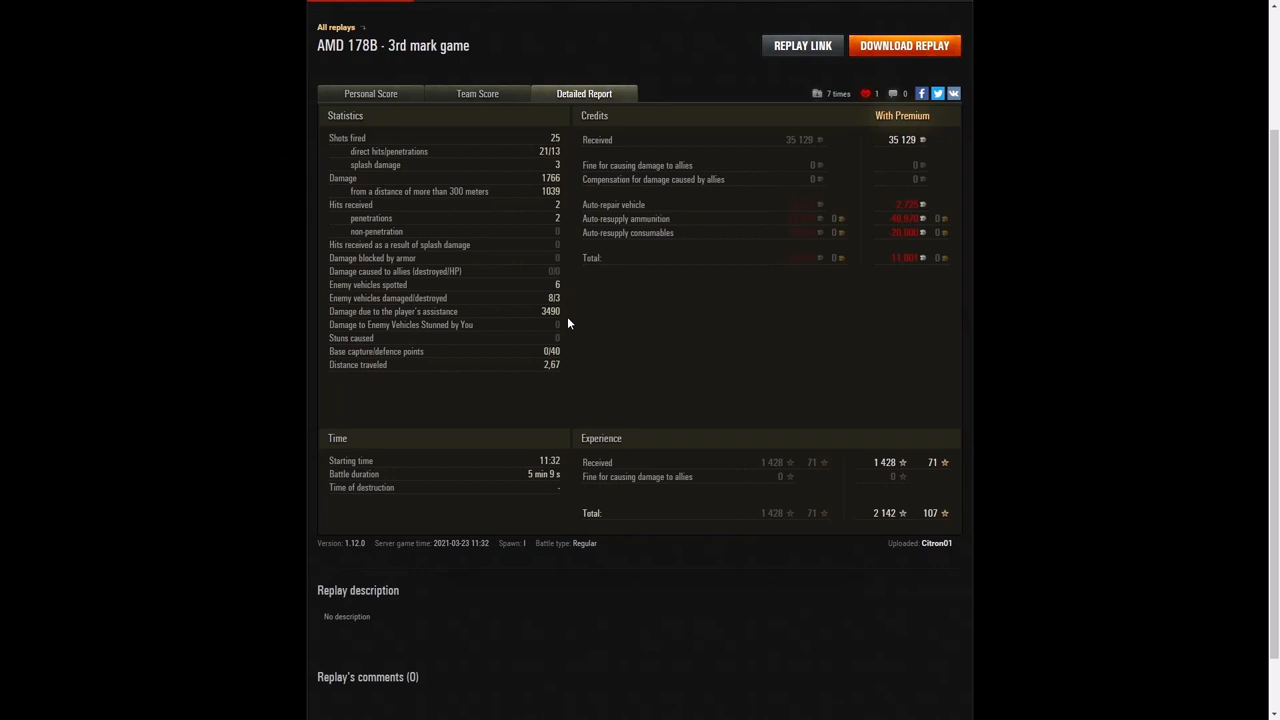 All replays
AMD 178B - 3rd mark game
REPLAY LINK
DOWNLOAD REPLAY
Personal Score
Team Score
Detailed Report
7 times
1
0
Statistics
Shots fired 25
direct hits/penetrations 21/13
splash damage 3
Damage 1766
from a distance of more than 300 meters 1039
Hits received 2
penetrations 2
non-penetration 0
Hits received as a result of splash damage 0
Damage blocked by armor 0
Damage caused to allies (destroyed/HP) 0/0
Enemy vehicles spotted 6
Enemy vehicles damaged/destroyed 8/3
Damage due to the player's assistance 3490
Damage to Enemy Vehicles Stunned by You 0
Stuns caused 0
Base capture/defence points 0/40
Distance traveled 2,67
Credits With Premium
Received 35 129 35 129
Fine for causing damage to allies 0 0
Compensation for damage caused by allies 0 0
Auto-repair vehicle 2,725
Auto-resupply ammunition 0 0
Auto-resupply consumables 0 20,000 0
Total: 0 0
Time
Starting time 11:32
Battle duration 5 min 9 s
Time of destruction -
Experience
Received 1 428 71 1 428 71
Fine for causing damage to allies 0 0
Total: 1 428 71 2 142 107
Version: 1.12.0 Server game time: 2021-03-23 11:32 Spawn: I Battle type: Regular Uploaded: Citron01
Replay description
No description
Replay's comments (0)